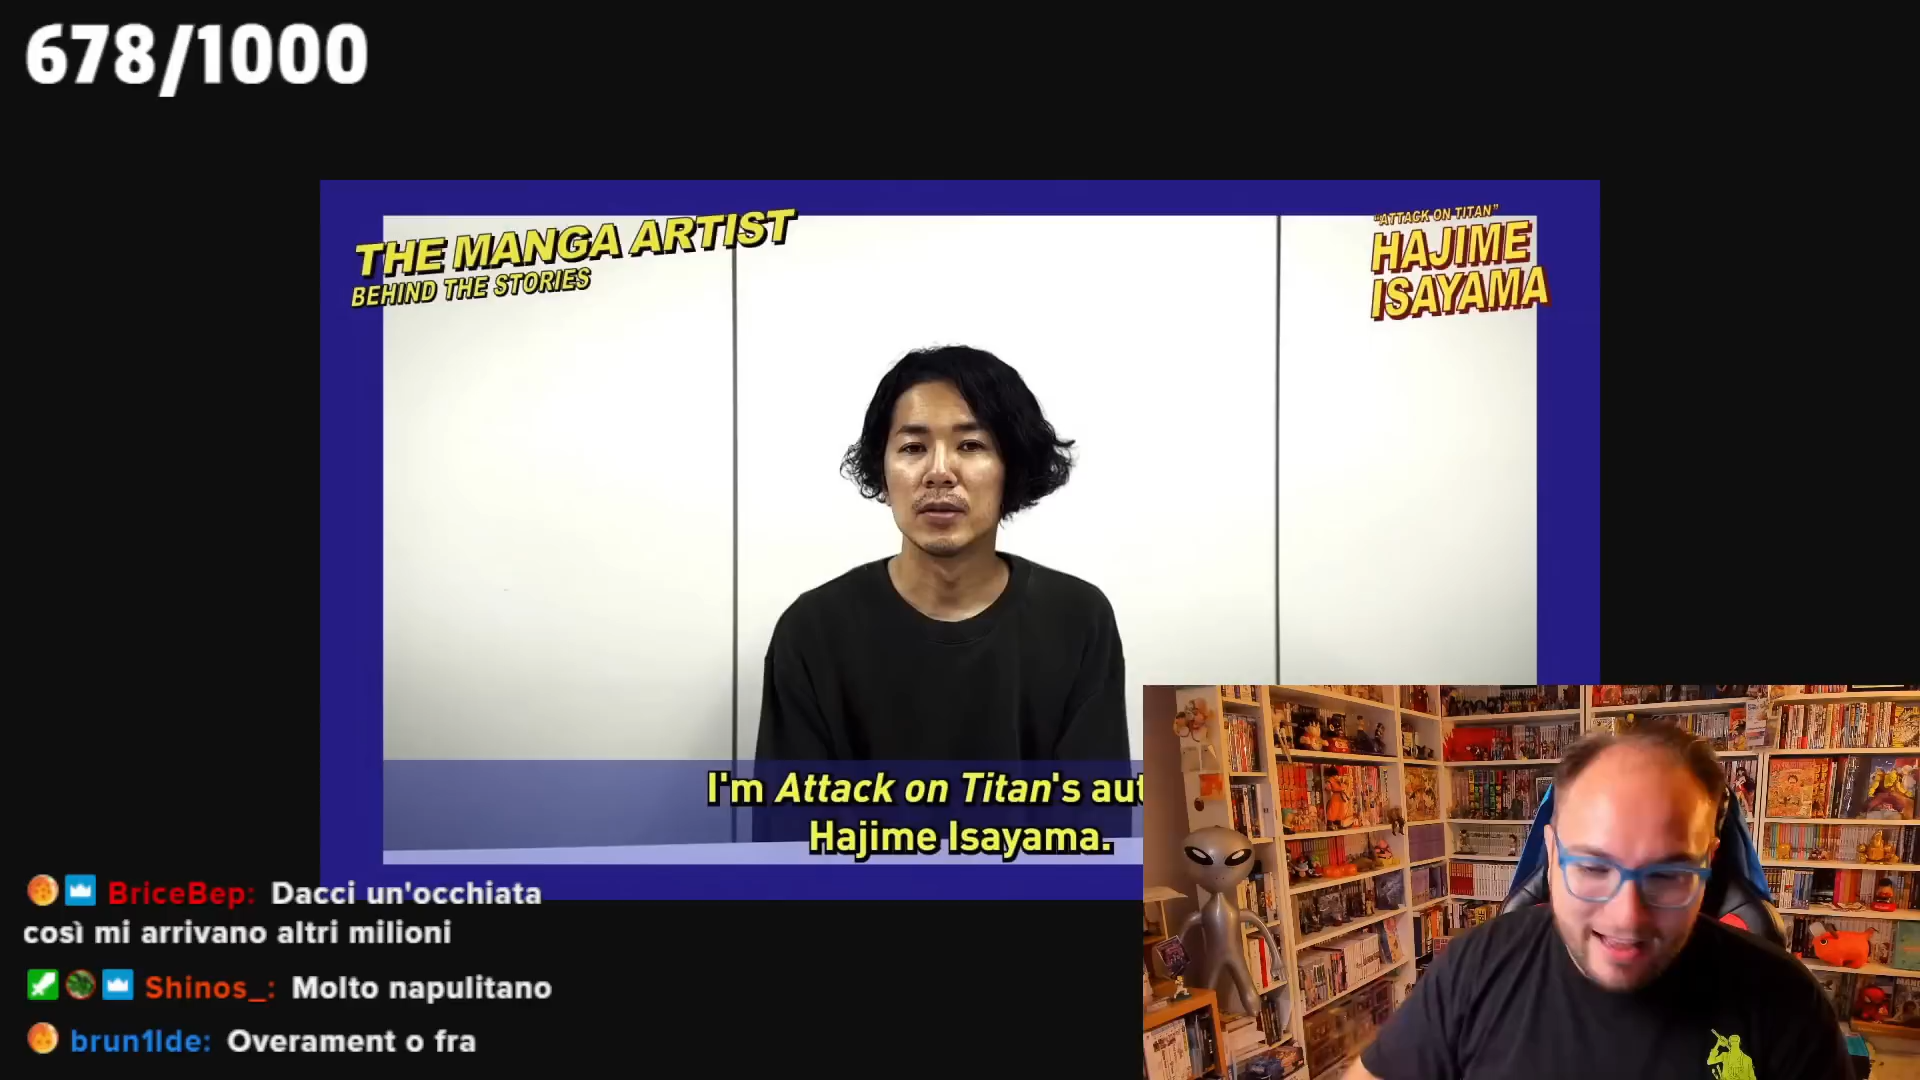 678/1000
THE MANGA ARTIST
BEHIND THE STORIES
"ATTACK ON TITAN"
HAJIME
ISAYAMA
I'm Attack on Titan's aut
Hajime Isayama.
BriceBep: Dacci un'occhiata
così mi arrivano altri milioni
Shinos_: Molto napulitano
brun1lde: Overament o fra